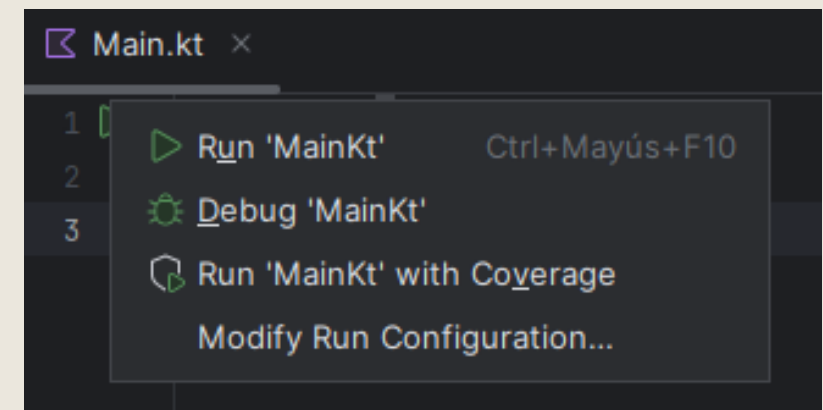 Main.kt
1
Run 'MainKt' Ctrl+Mayús+F10
2
Debug 'MainKt'
3
Run 'MainKt' with Coverage
Modify Run Configuration...